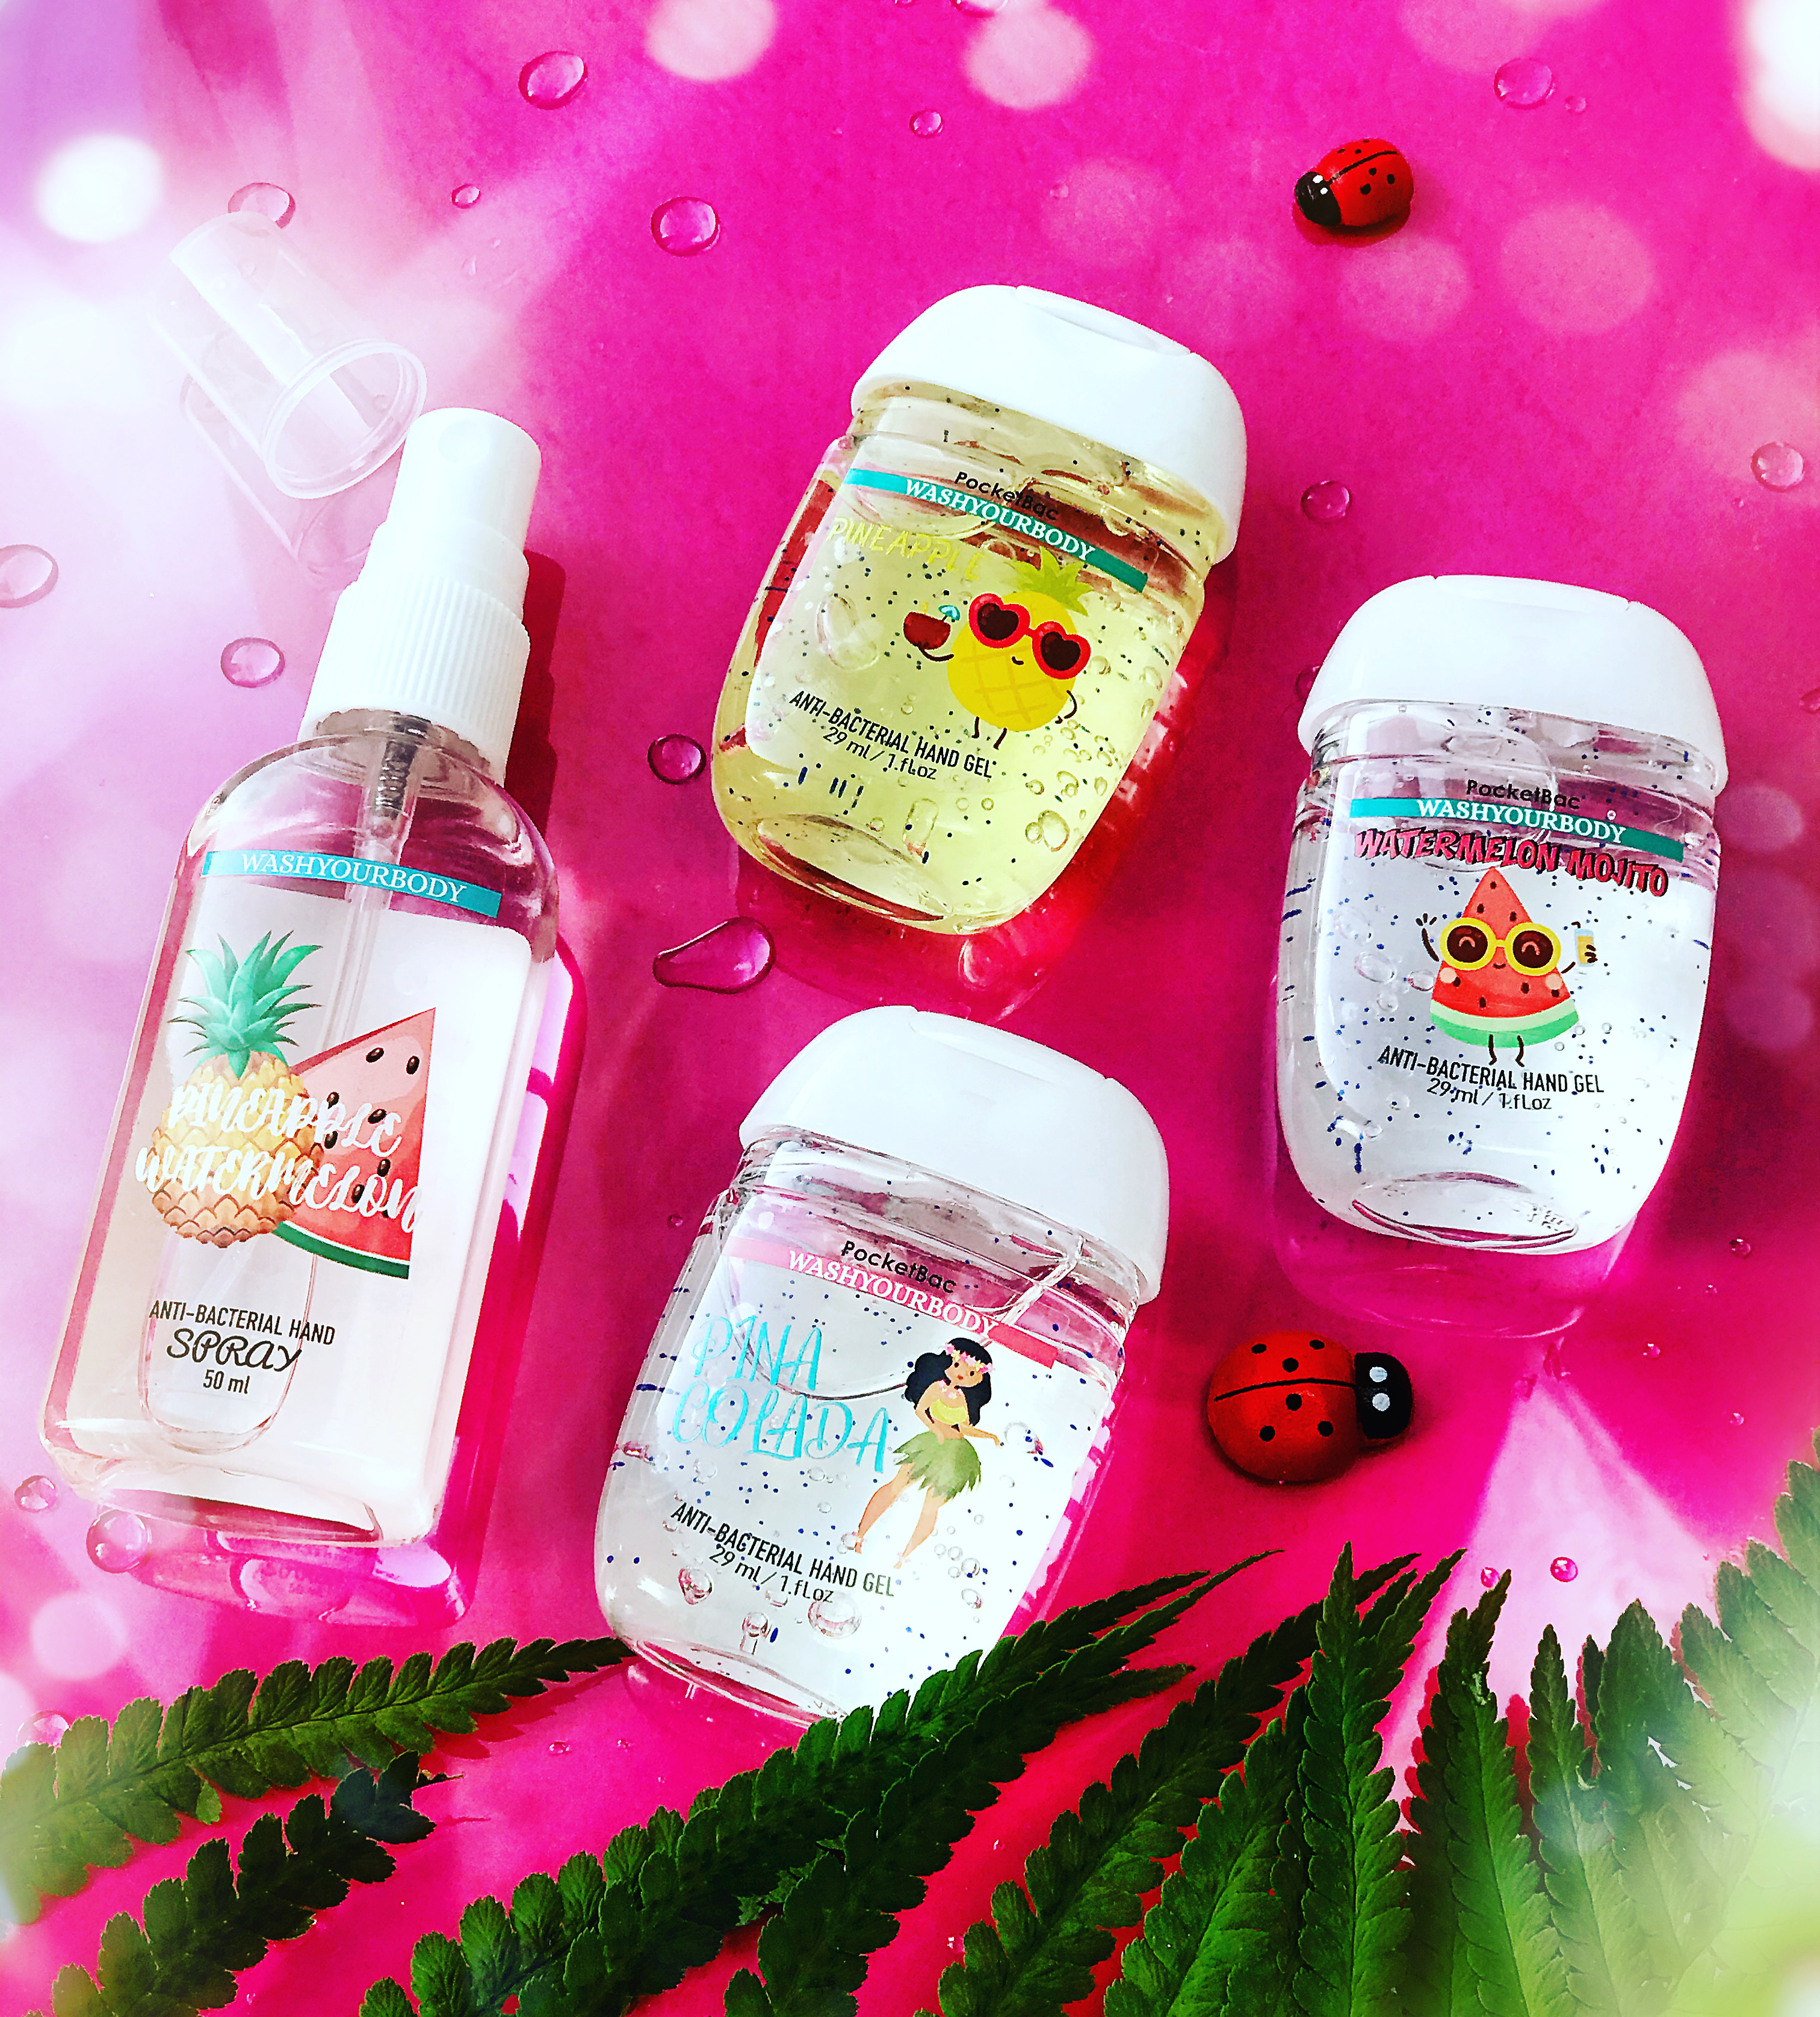 WASHYOURBODY
PINEAPPLE
WATERMELON
ANTI-BACTERIAL HAND
SPRAY
50 ml
PocketBac
WASHYOURBODY
PINEAPPLE
ANTI-BACTERIAL HAND GEL
29 ml / 1.fl.oz
PocketBac
WASHYOURBODY
WATERMELON MOJITO
ANTI-BACTERIAL HAND GEL
29 ml / 1.fl.oz
PocketBac
WASHYOURBODY
PINA
COLADA
ANTI-BACTERIAL HAND GEL
29 ml / 1.fl.oz